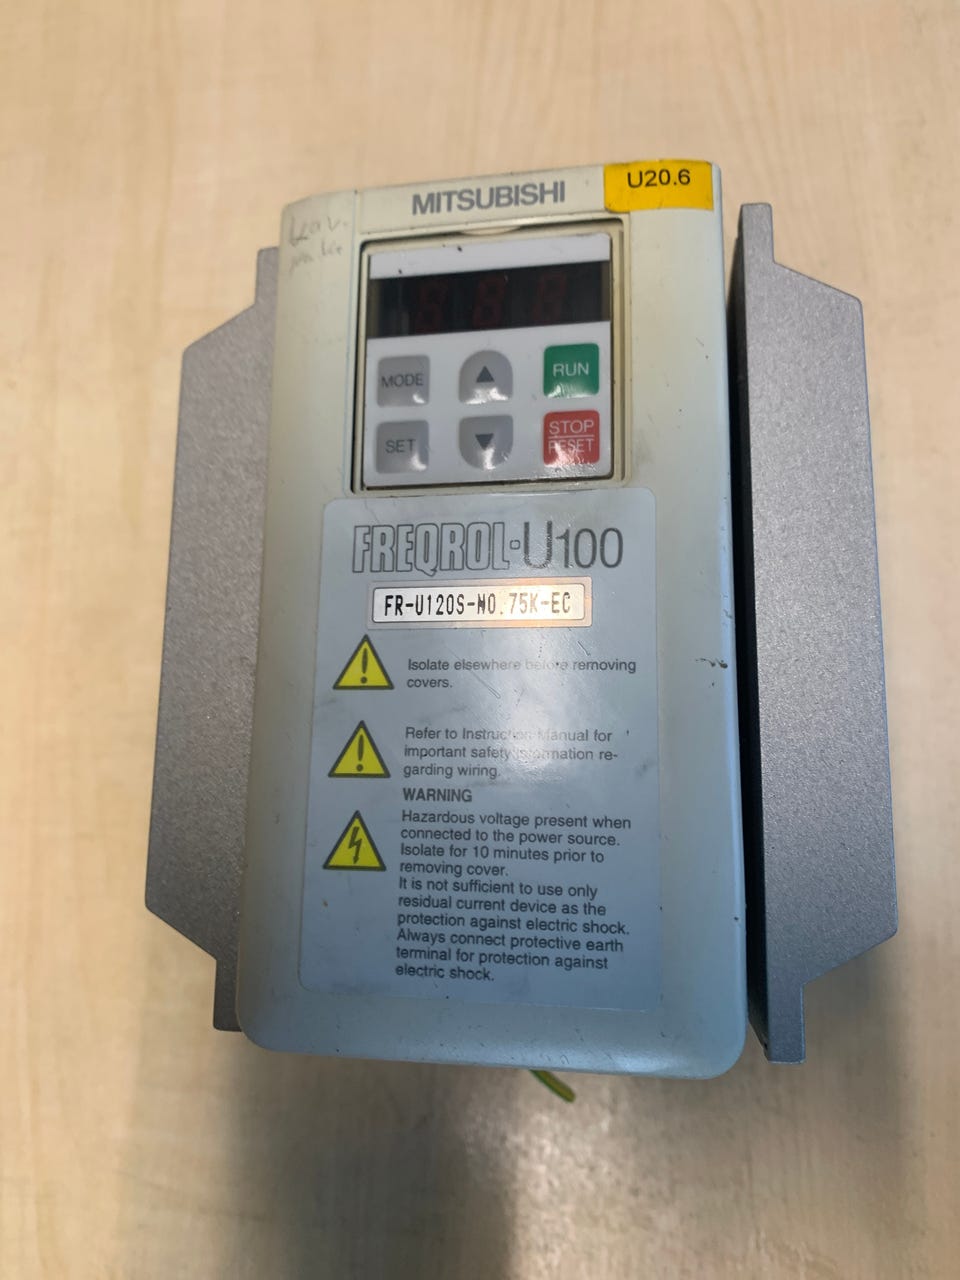 MITSUBISHI
U20.6
MODE
RUN
SET
STOP
RESET
FREQROL-U100
FR-U120S-N0.75K-EC
Isolate elsewhere before removing
covers.
Refer to Instruction Manual for
important safety information re-
garding wiring.
WARNING
Hazardous voltage present when
connected to the power source.
Isolate for 10 minutes prior to
removing cover.
It is not sufficient to use only
residual current device as the
protection against electric shock.
Always connect protective earth
terminal for protection against
electric shock.